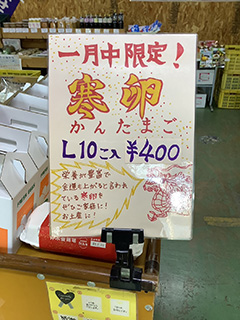 一月中限定!
寒卵
かんたまご
L10こ入 ¥400
栄養が豊富で
金運も上がると言われ
ている寒卵を
ぜひご家族に!
お土産に!